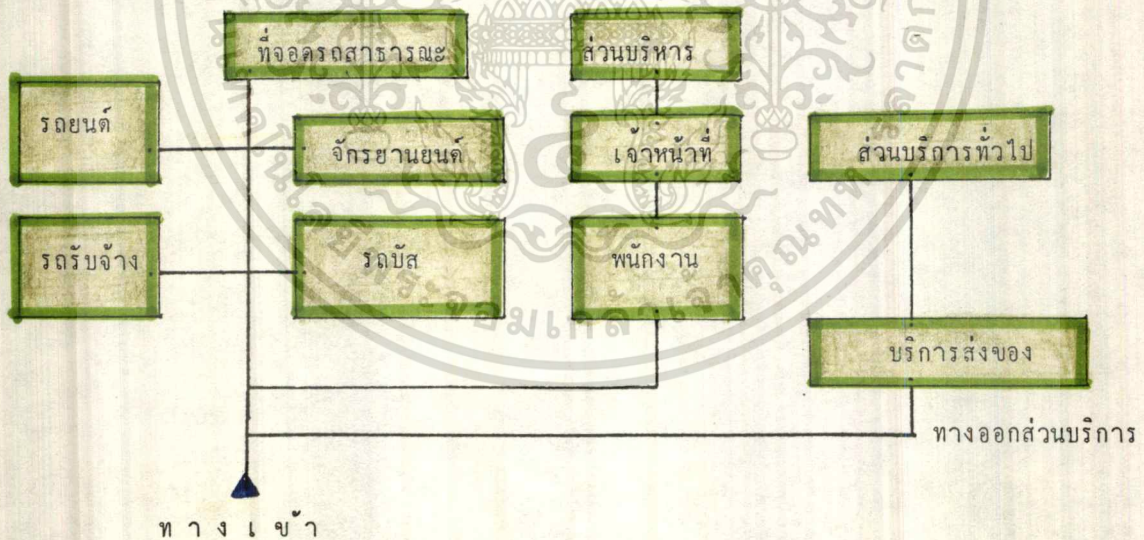 ที่จอดรถสาธารณะ
ส่วนบริหาร
รถยนต์
จักรยานยนต์
เจ้าหน้าที่
ส่วนบริการทั่วไป
รถรับจ้าง
รถบัส
พนักงาน
บริการส่งของ
ทางออกส่วนบริการ
ทางเข้า